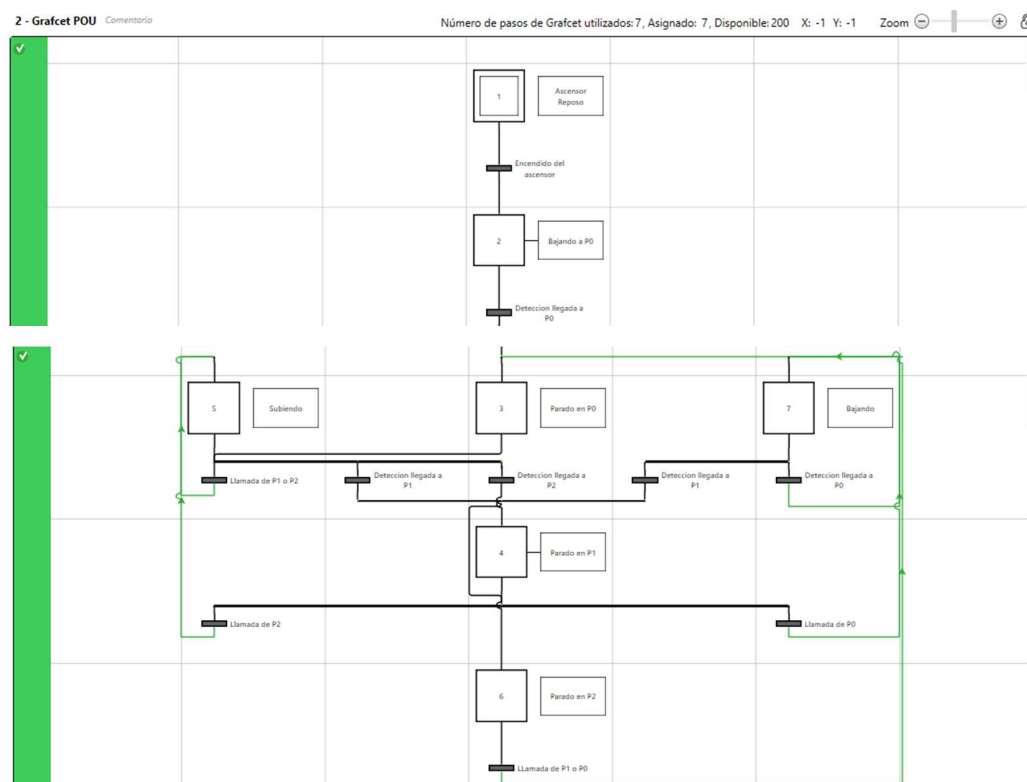 2 - Grafcet POU Comentario Número de pasos de Grafcet utilizados: 7, Asignado: 7, Disponible: 200 X: -1 Y: -1 Zoom
1
Ascensor
Reposo
Encendido del
ascensor
2
Bajando a P0
Deteccion llegada a
P0
5
Subiendo
3
Parado en P0
7
Bajando
Llamada de P1 o P2
Deteccion llegada a
P1
Deteccion llegada a
P2
Deteccion llegada a
P1
Deteccion llegada a
P0
4
Parado en P1
Llamada de P2
Llamada de P0
6
Parado en P2
LLamada de P1 o P0